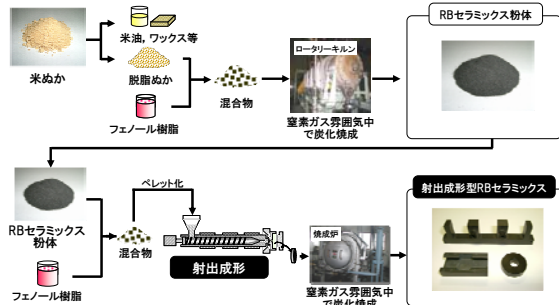 RBセラミックス粉体
米油，ワックス等
ロータリーキルン
米ぬか
脱脂ぬか
混合物
フェノール樹脂
窒素ガス雰囲気中
で炭化焼成
ペレット化
射出成形型RBセラミックス
焼成炉
RBセラミックス
粉体
混合物
射出成形
フェノール樹脂
窒素ガス雰囲気中
で炭化焼成